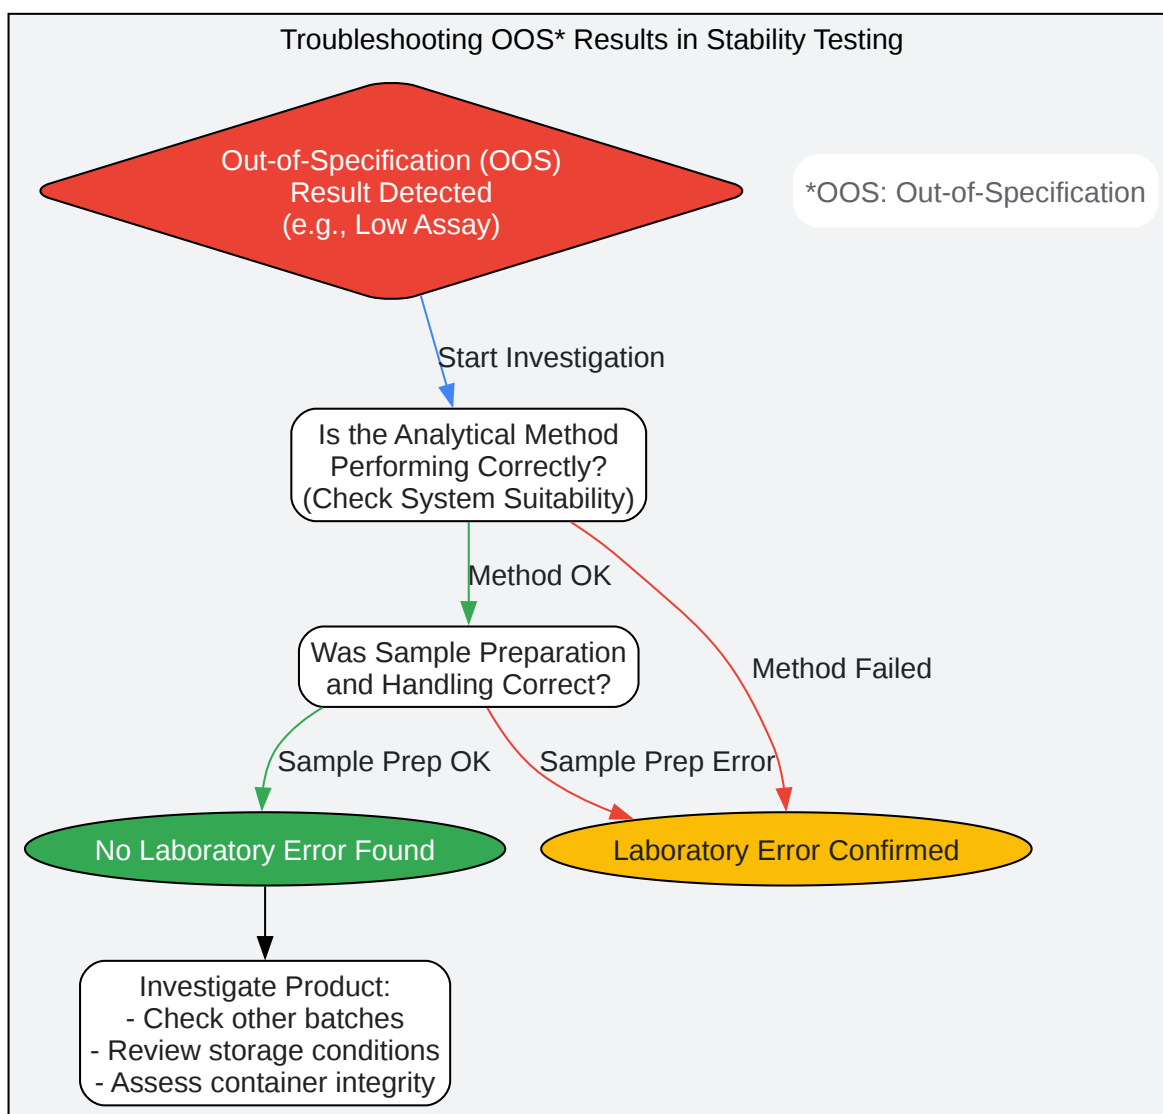 Troubleshooting OOS* Results in Stability Testing
Out-of-Specification (OOS)
Result Detected
(e.g., Low Assay)
*OOS: Out-of-Specification
Start Investigation
Is the Analytical Method
Performing Correctly?
(Check System Suitability)
Method OK
Was Sample Preparation
and Handling Correct?
Method Failed
Sample Prep OK
Sample Prep Error
No Laboratory Error Found
Laboratory Error Confirmed
Investigate Product:
- Check other batches
- Review storage conditions
- Assess container integrity